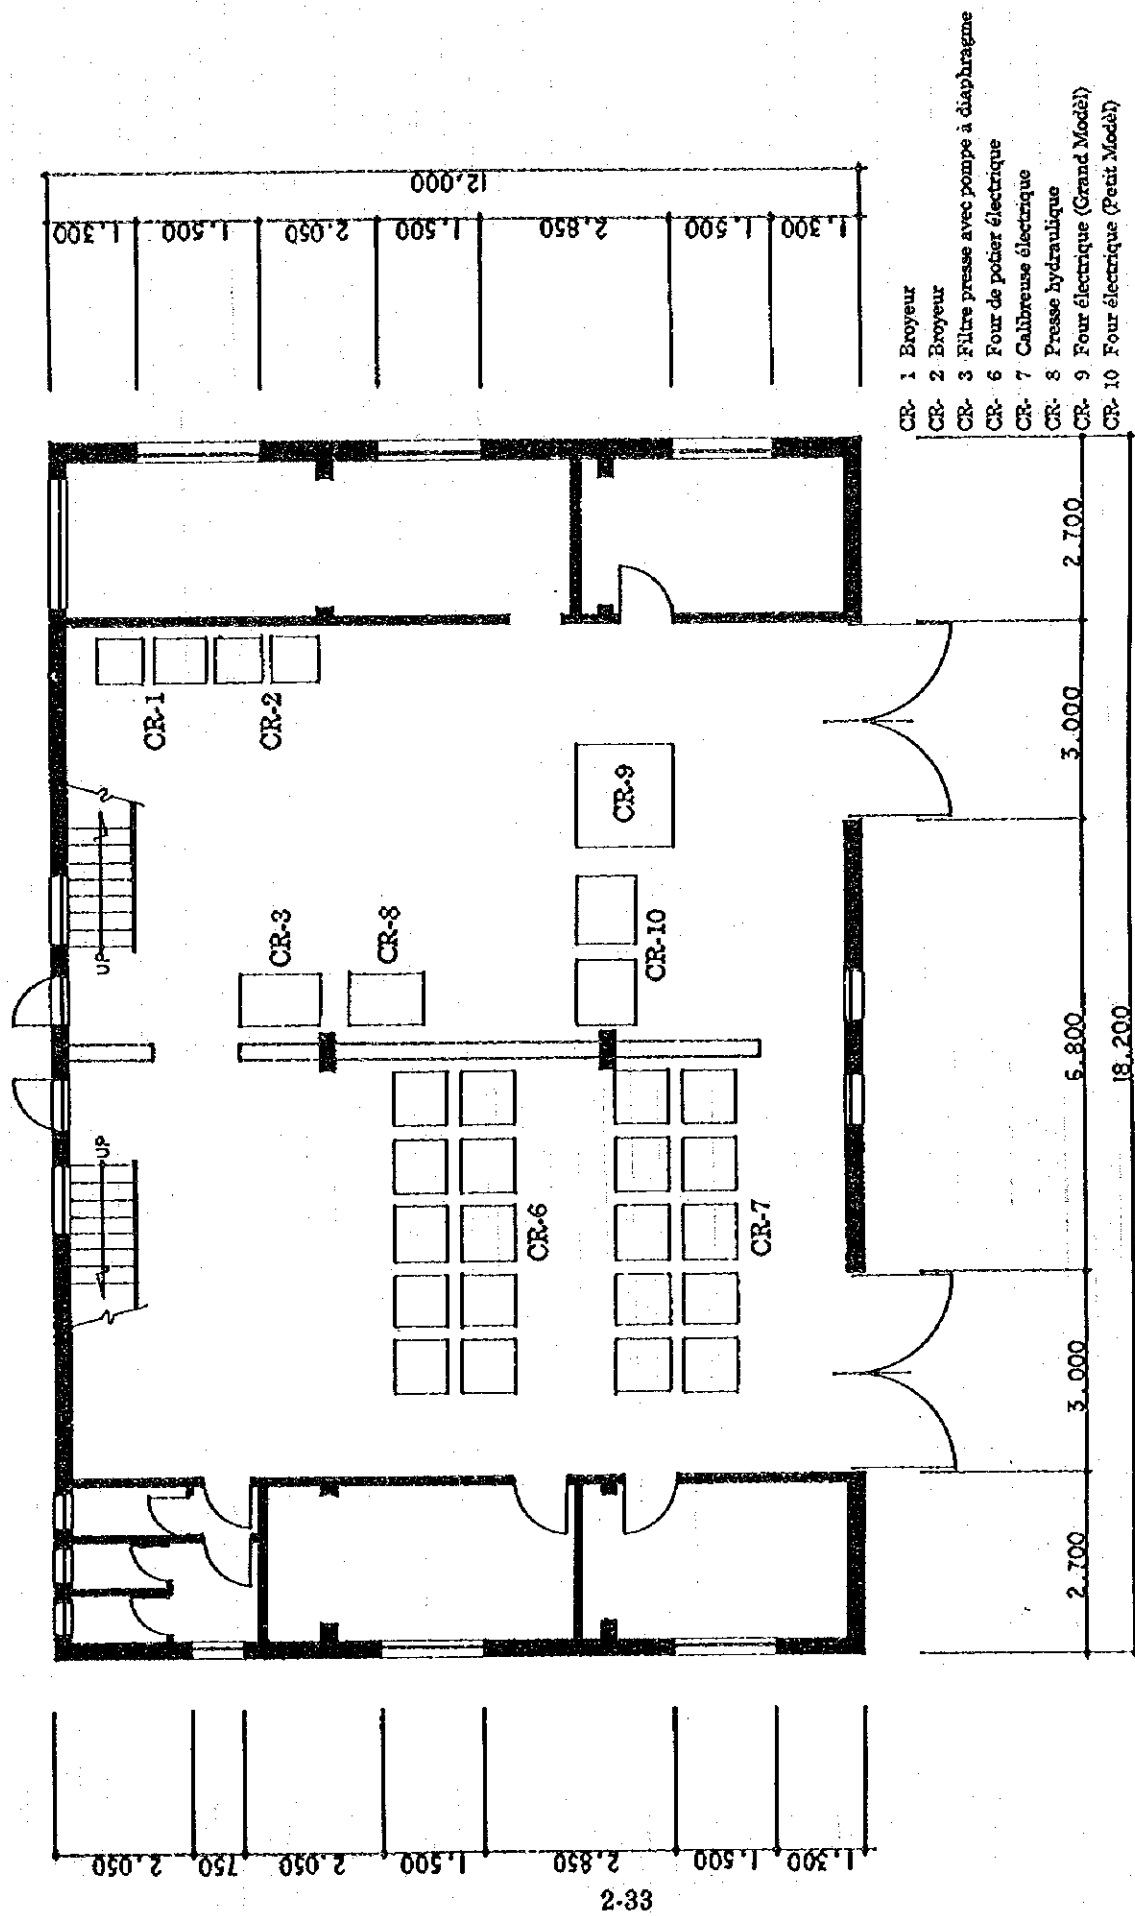 12,000
1.300
1.500
2.050
1.500
2.850
1.500
1.300
CR- 1 Broyeur
CR- 2 Broyeur
CR- 3 Filtre presse avec pompe à diaphragme
CR- 6 Four de potier électrique
CR- 7 Calibreuse électrique
CR- 8 Presse hydraulique
CR- 9 Four électrique (Grand Modèl)
CR- 10 Four électrique (Petit Modèl)
CR-1
CR-2
CR-9
CR-3
CR-8
CR-10
UP
UP
CR-6
CR-7
2.700
3.000
6.800
3.000
2.700
18.200
2.050
750
2.050
1.500
2.850
1.500
1.300
2-33